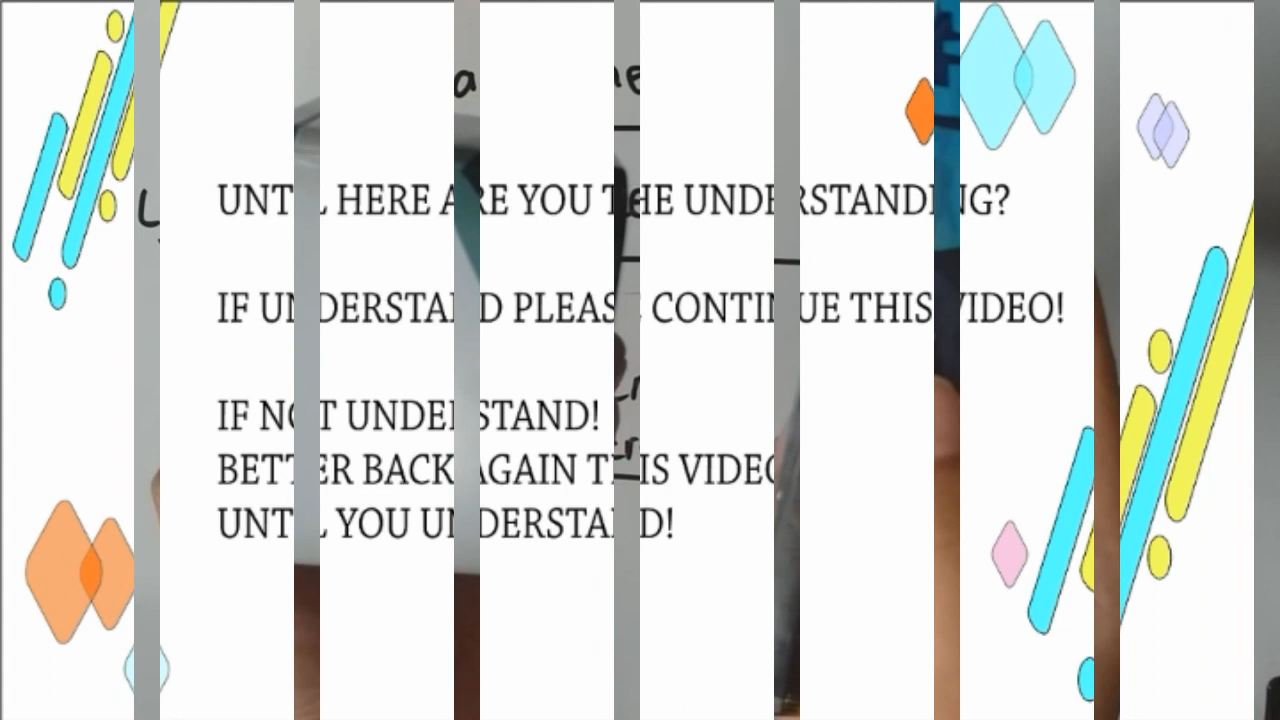 UNTIL HERE ARE YOU THE UNDERSTANDING?
IF UNDERSTAND PLEASE CONTINUE THIS VIDEO!
IF NOT UNDERSTAND!
BETTER BACK AGAIN THIS VIDEO
UNTIL YOU UNDERSTAND!